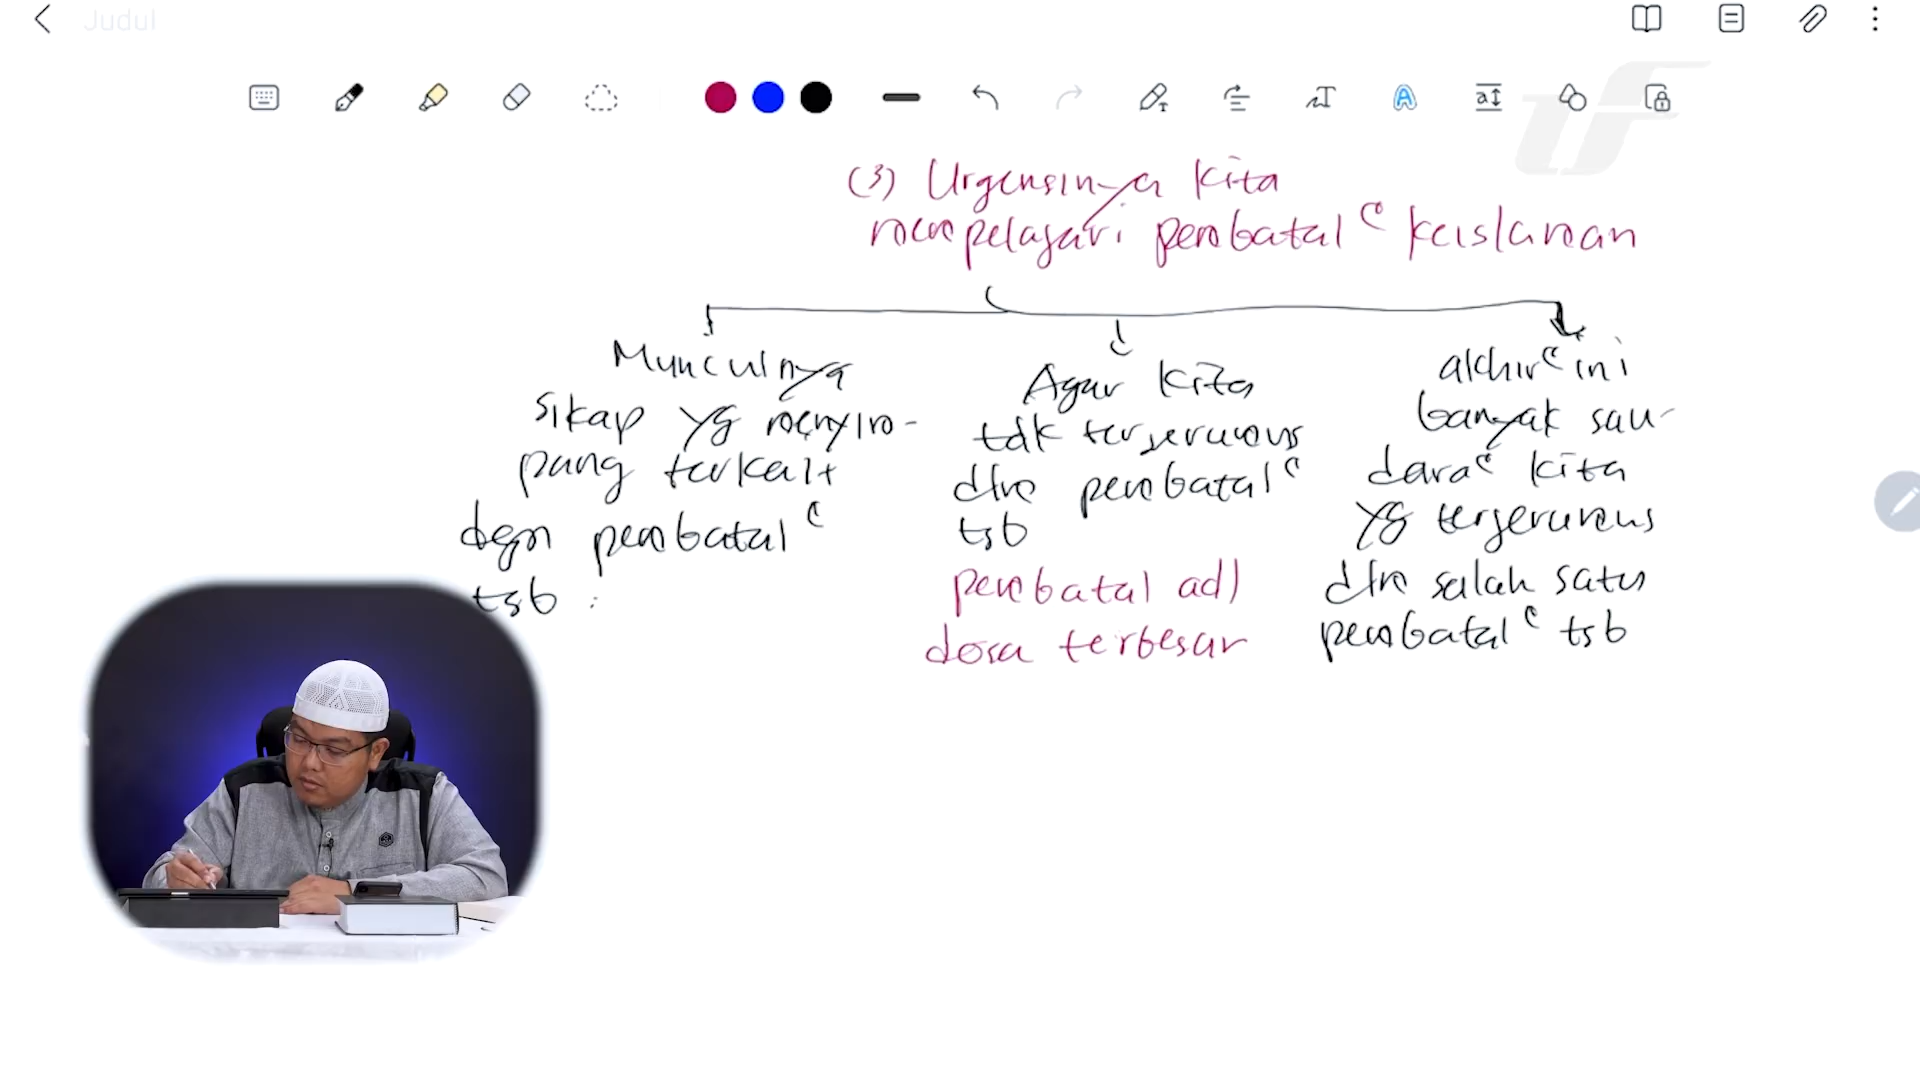 Judul
(3) Urgensinya kita
mempelajari pembatal² keislaman
Munculnya
sikap yg menyim-
pang terkait
dgn pembatal²
tsb :
Agar kita
tdk terjerumus
dlm pembatal²
tsb
pembatal adl
dosa terbesar
akhir² ini
banyak sau-
dara² kita
yg terjerumus
dlm salah satu
pembatal² tsb